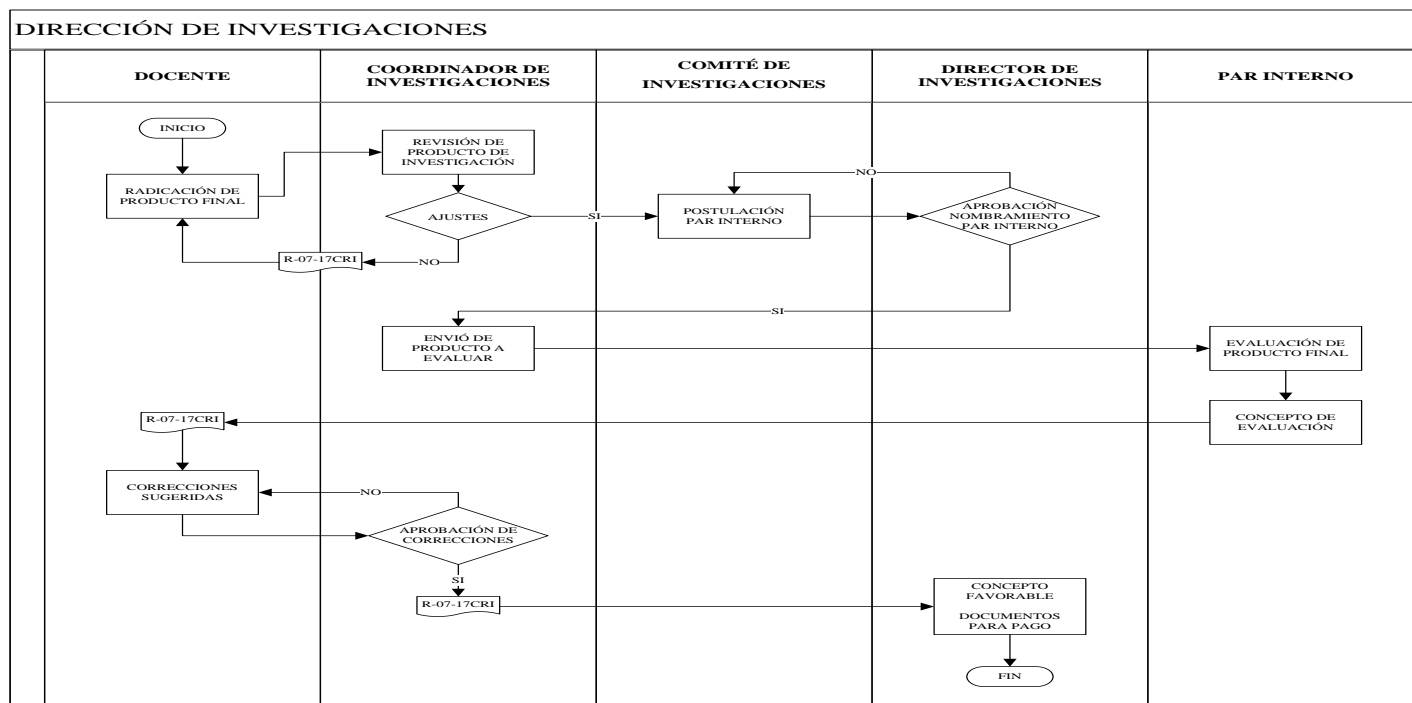 DIRECCIÓN DE INVESTIGACIONES
DOCENTE
COORDINADOR DE
INVESTIGACIONES
COMITÉ DE
INVESTIGACIONES
DIRECTOR DE
INVESTIGACIONES
PAR INTERNO
INICIO
RADICACIÓN DE
PRODUCTO FINAL
REVISIÓN DE
PRODUCTO DE
INVESTIGACIÓN
AJUSTES
SI
NO
R-07-17CRI
POSTULACIÓN
PAR INTERNO
NO
APROBACIÓN
NOMBRAMIENTO
PAR INTERNO
SI
ENVIÓ DE
PRODUCTO A
EVALUAR
EVALUACIÓN DE
PRODUCTO FINAL
CONCEPTO DE
EVALUACIÓN
R-07-17CRI
CORRECCIONES
SUGERIDAS
NO
APROBACIÓN DE
CORRECCIONES
SI
R-07-17CRI
CONCEPTO
FAVORABLE
DOCUMENTOS
PARA PAGO
FIN